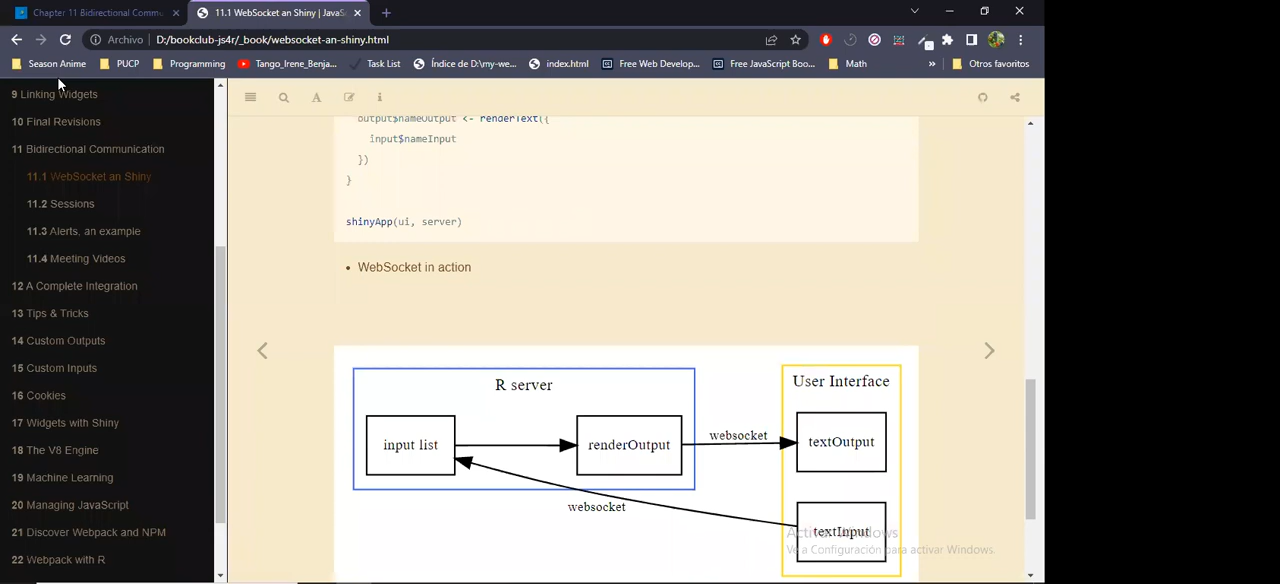 Chapter 11 Bidirectional Commu
11.1 WebSocket an Shiny | JavaS
Archivo
D:/bookclub-js4r/_book/websocket-an-shiny.html
Season Anime
PUCP
Programming
Tango_Irene_Benja...
Task List
Índice de D:\my-we...
index.html
Free Web Develop...
Free JavaScript Boo...
Math
»
Otros favoritos
9 Linking Widgets
10 Final Revisions
11 Bidirectional Communication
11.1 WebSocket an Shiny
11.2 Sessions
11.3 Alerts, an example
11.4 Meeting Videos
12 A Complete Integration
13 Tips & Tricks
14 Custom Outputs
15 Custom Inputs
16 Cookies
17 Widgets with Shiny
18 The V8 Engine
19 Machine Learning
20 Managing JavaScript
21 Discover Webpack and NPM
22 Webpack with R
output$nameOutput <- renderText({
input$nameInput
})
}
shinyApp(ui, server)
• WebSocket in action
R server
User Interface
input list
renderOutput
websocket
textOutput
websocket
textInput
Activar Windows
Ve a Configuración para activar Windows.